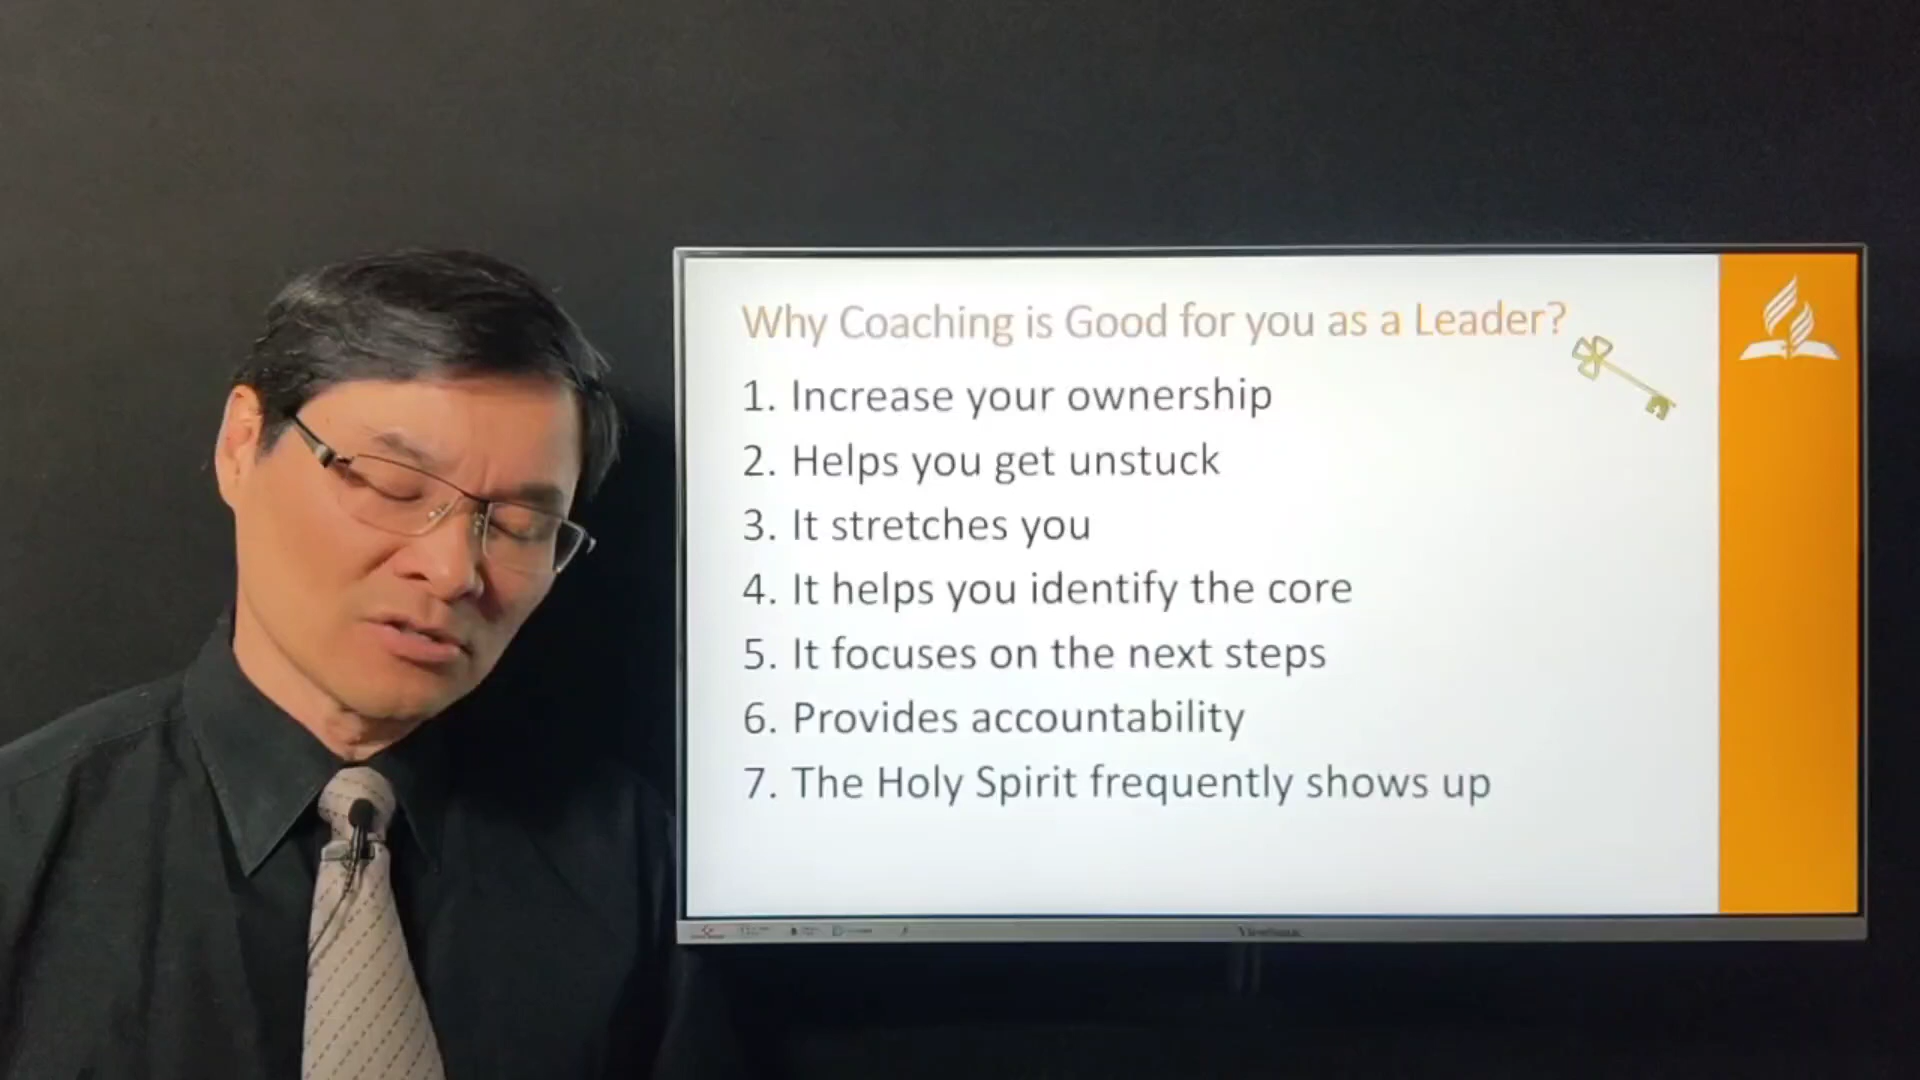 Why Coaching is Good for you as a Leader?
1. Increase your ownership
2. Helps you get unstuck
3. It stretches you
4. It helps you identify the core
5. It focuses on the next steps
6. Provides accountability
7. The Holy Spirit frequently shows up